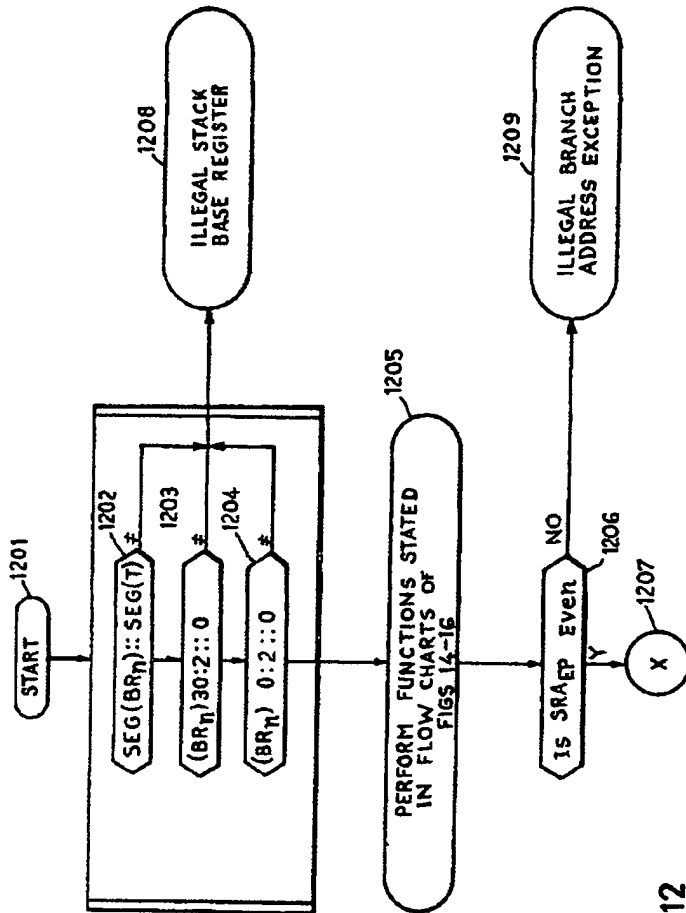 1201
START
1202
SEG(BRn)::SEG(T)
≠
1203
(BRn)30:2::0
≠
1204
(BRn) 0:2::0
≠
1208
ILLEGAL STACK
BASE REGISTER
1205
PERFORM FUNCTIONS STATED
IN FLOW CHARTS OF
FIGS 14-16
Is SRAEP Even
NO
1206
Y
1209
ILLEGAL BRANCH
ADDRESS EXCEPTION
1207
X
12